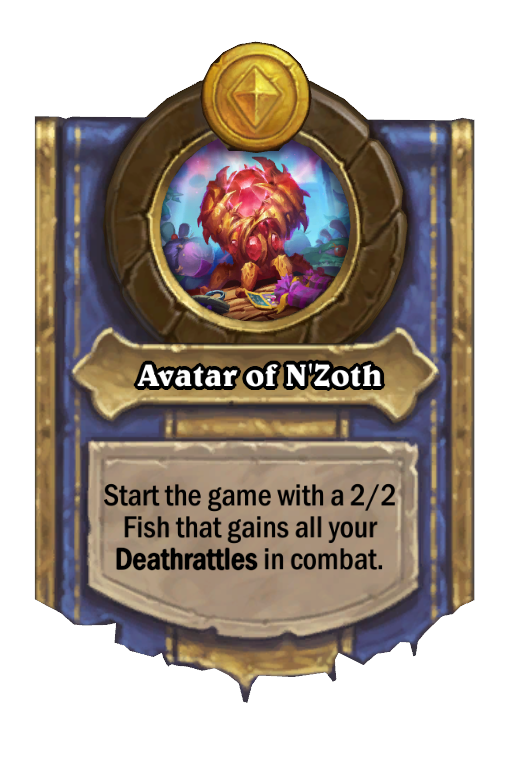 Avatar of N'Zoth
Start the game with a 2/2
Fish that gains all your
Deathrattles in combat.